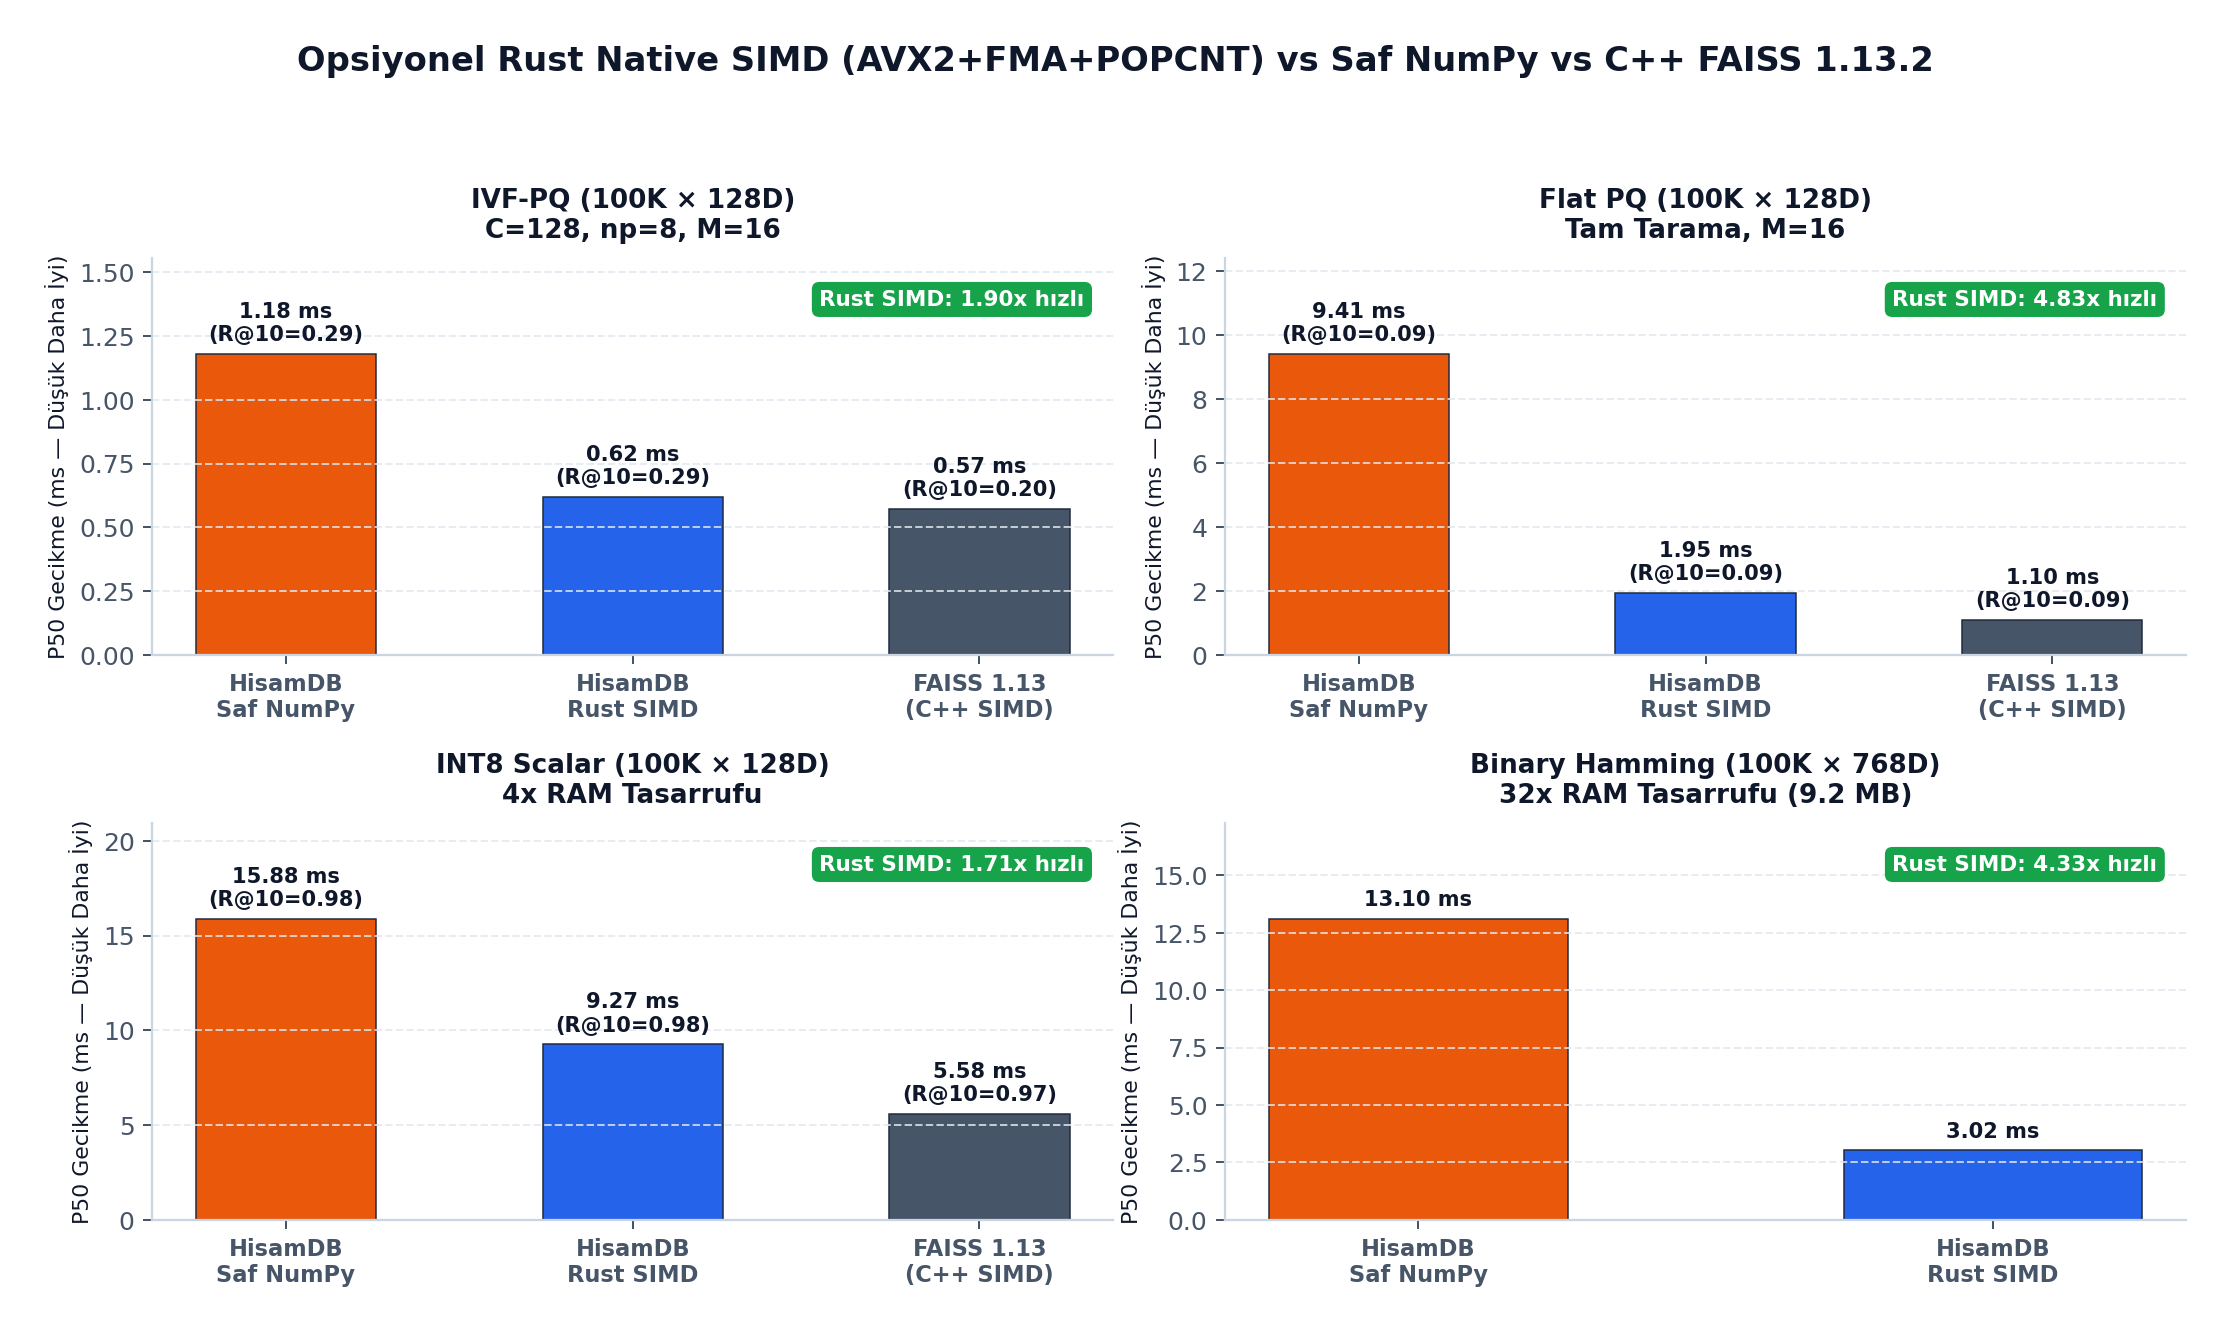 Opsiyonel Rust Native SIMD (AVX2+FMA+POPCNT) vs Saf NumPy vs C++ FAISS 1.13.2
IVF-PQ (100K × 128D)
C=128, np=8, M=16
P50 Gecikme (ms — Düşük Daha İyi)
1.50
1.25
1.00
0.75
0.50
0.25
0.00
Rust SIMD: 1.90x hızlı
1.18 ms
(R@10=0.29)
0.62 ms
(R@10=0.29)
0.57 ms
(R@10=0.20)
HisamDB
Saf NumPy
HisamDB
Rust SIMD
FAISS 1.13
(C++ SIMD)
Flat PQ (100K × 128D)
Tam Tarama, M=16
P50 Gecikme (ms — Düşük Daha İyi)
12
10
8
6
4
2
0
Rust SIMD: 4.83x hızlı
9.41 ms
(R@10=0.09)
1.95 ms
(R@10=0.09)
1.10 ms
(R@10=0.09)
HisamDB
Saf NumPy
HisamDB
Rust SIMD
FAISS 1.13
(C++ SIMD)
INT8 Scalar (100K × 128D)
4x RAM Tasarrufu
P50 Gecikme (ms — Düşük Daha İyi)
20
15
10
5
0
Rust SIMD: 1.71x hızlı
15.88 ms
(R@10=0.98)
9.27 ms
(R@10=0.98)
5.58 ms
(R@10=0.97)
HisamDB
Saf NumPy
HisamDB
Rust SIMD
FAISS 1.13
(C++ SIMD)
Binary Hamming (100K × 768D)
32x RAM Tasarrufu (9.2 MB)
P50 Gecikme (ms — Düşük Daha İyi)
15.0
12.5
10.0
7.5
5.0
2.5
0.0
Rust SIMD: 4.33x hızlı
13.10 ms
3.02 ms
HisamDB
Saf NumPy
HisamDB
Rust SIMD